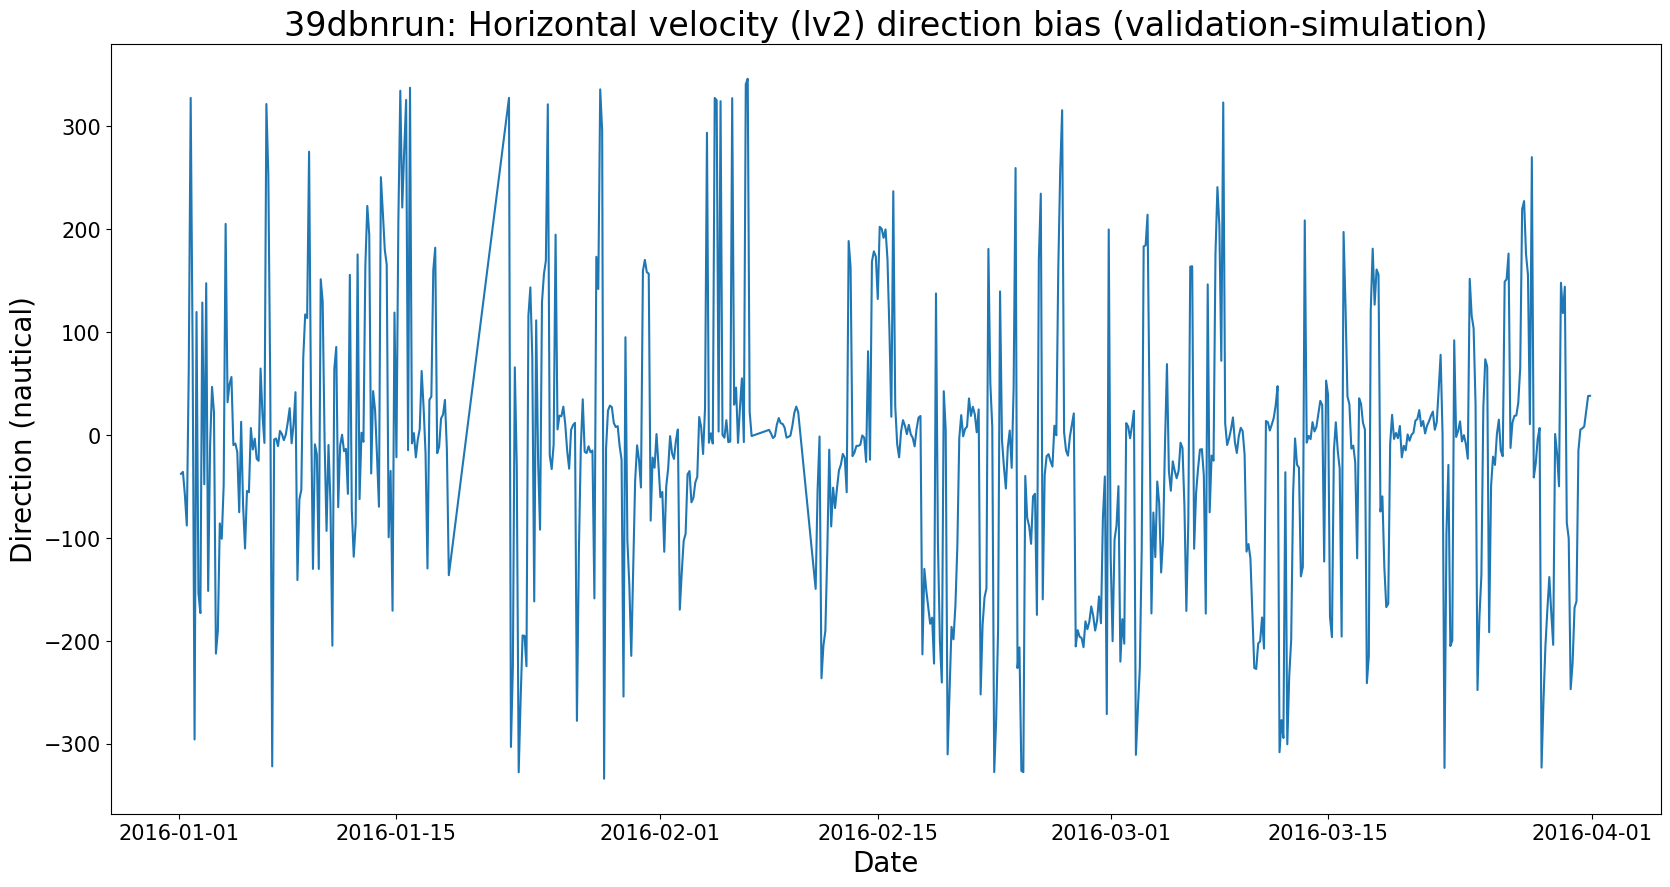 39dbnrun: Horizontal velocity (lv2) direction bias (validation-simulation)
Direction (nautical)
300
200
100
0
−100
−200
−300
2016-01-01 2016-01-15 2016-02-01 2016-02-15 2016-03-01 2016-03-15 2016-04-01
Date